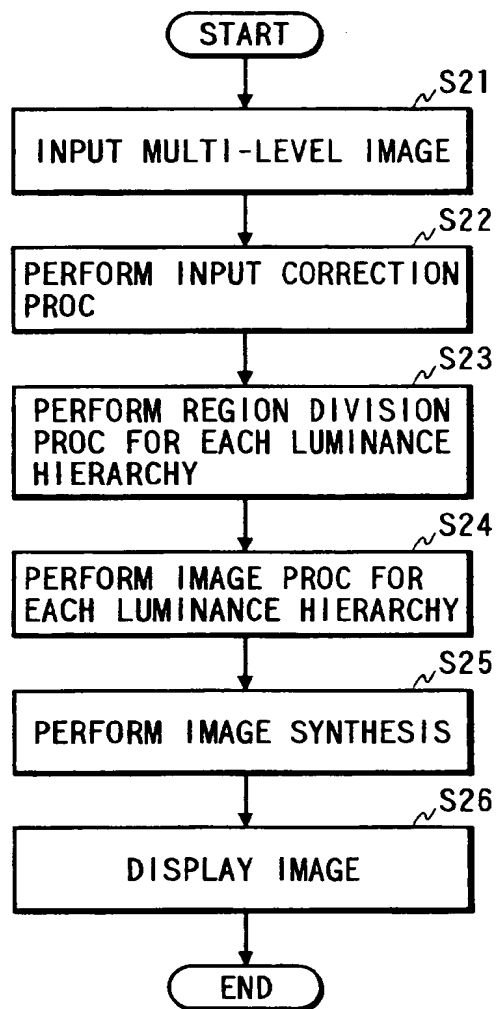 START
S21
INPUT MULTI-LEVEL IMAGE
S22
PERFORM INPUT CORRECTION
PROC
S23
PERFORM REGION DIVISION
PROC FOR EACH LUMINANCE
HIERARCHY
S24
PERFORM IMAGE PROC FOR
EACH LUMINANCE HIERARCHY
S25
PERFORM IMAGE SYNTHESIS
S26
DISPLAY IMAGE
END